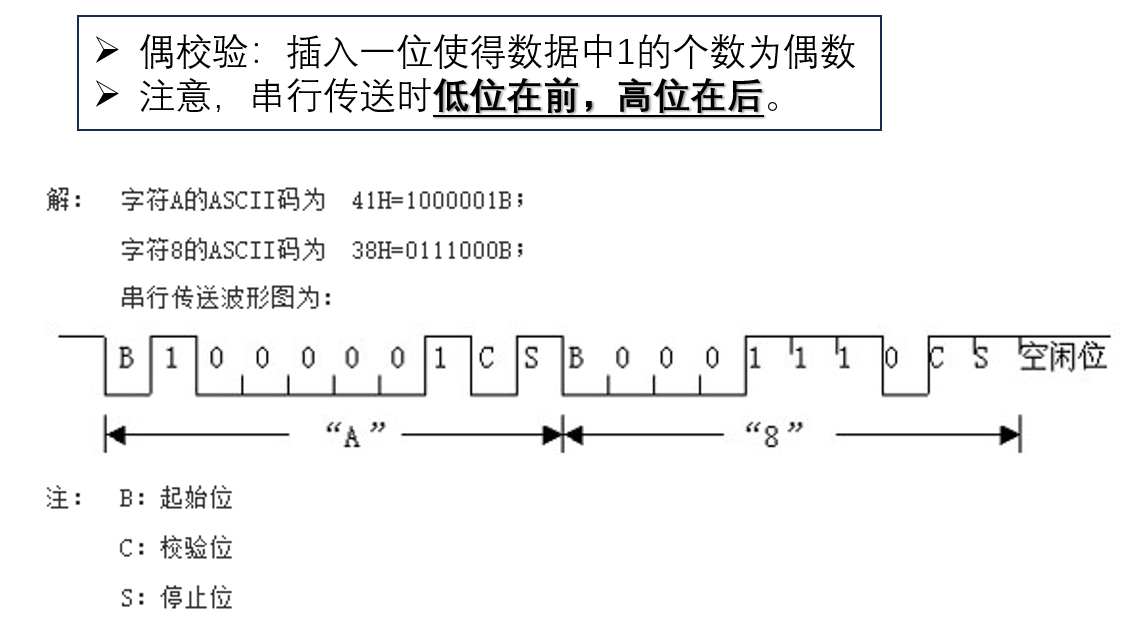 ➢ 偶校验：插入一位使得数据中1的个数为偶数
➢ 注意，串行传送时低位在前，高位在后。
解： 字符A的ASCII码为 41H=1000001B；
字符8的ASCII码为 38H=0111000B；
串行传送波形图为：
B 1 0 0 0 0 0 1 C S B 0 0 0 1 1 1 0 C S 空闲位
“A” “8”
注： B：起始位
C：校验位
S：停止位